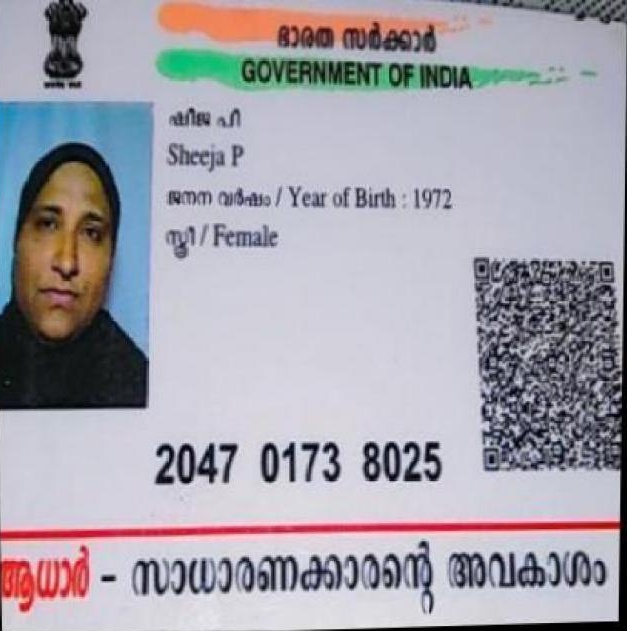 ഭാരത സർക്കാർ
GOVERNMENT OF INDIA
ഷീജ പി
Sheeja P
ജനന വർഷം / Year of Birth : 1972
സ്ത്രീ / Female
2047 0173 8025
ആധാർ - സാധാരണക്കാരന്റെ അവകാശം